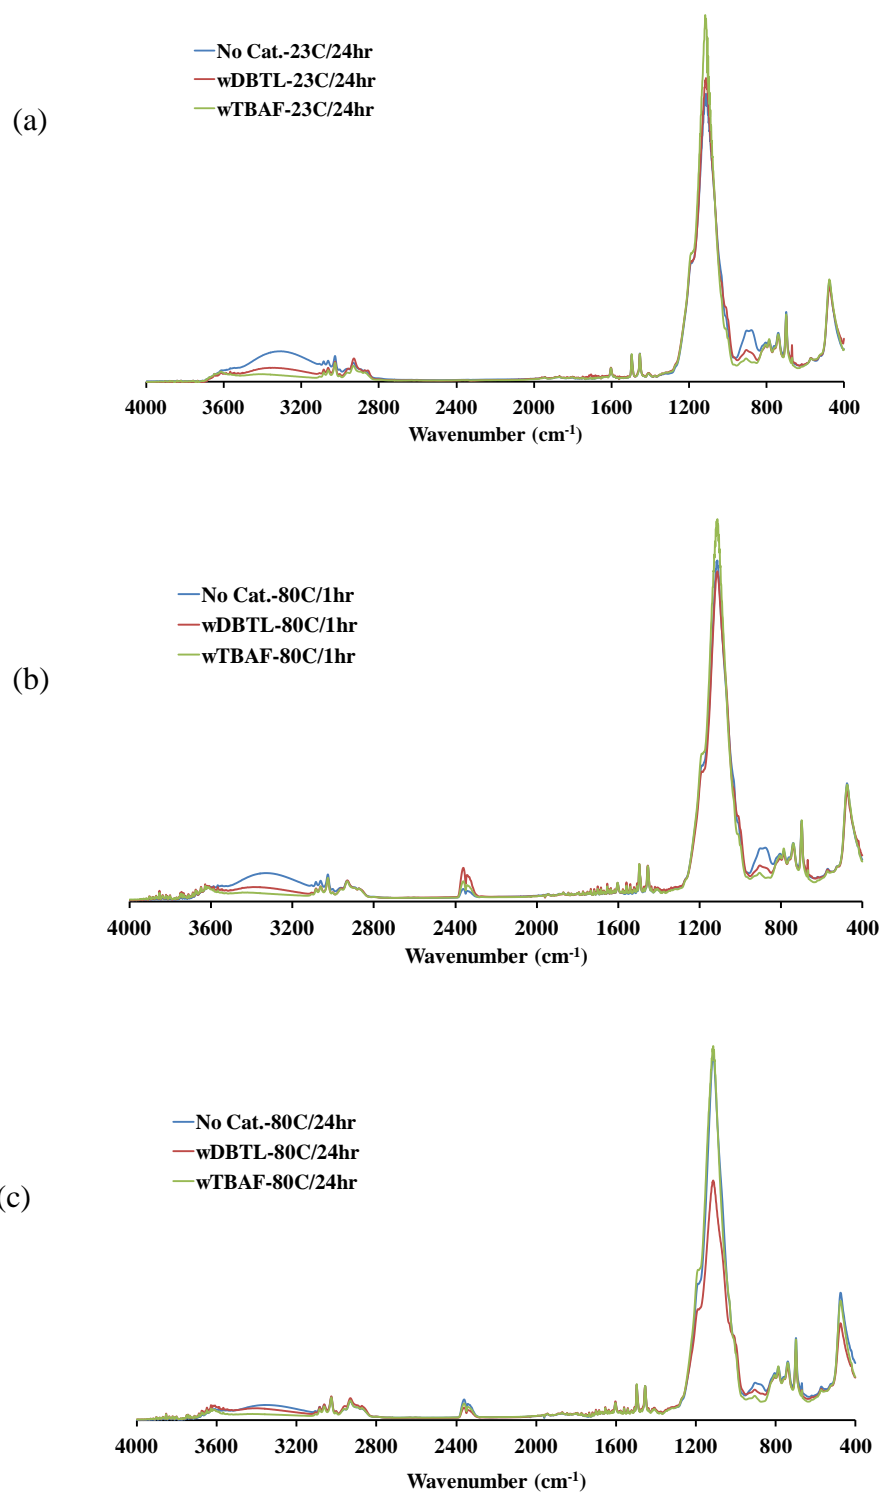 (a)
No Cat.-23C/24hr
wDBTL-23C/24hr
wTBAF-23C/24hr
4000 3600 3200 2800 2400 2000 1600 1200 800 400
Wavenumber (cm⁻¹)
(b)
No Cat.-80C/1hr
wDBTL-80C/1hr
wTBAF-80C/1hr
4000 3600 3200 2800 2400 2000 1600 1200 800 400
Wavenumber (cm⁻¹)
(c)
No Cat.-80C/24hr
wDBTL-80C/24hr
wTBAF-80C/24hr
4000 3600 3200 2800 2400 2000 1600 1200 800 400
Wavenumber (cm⁻¹)